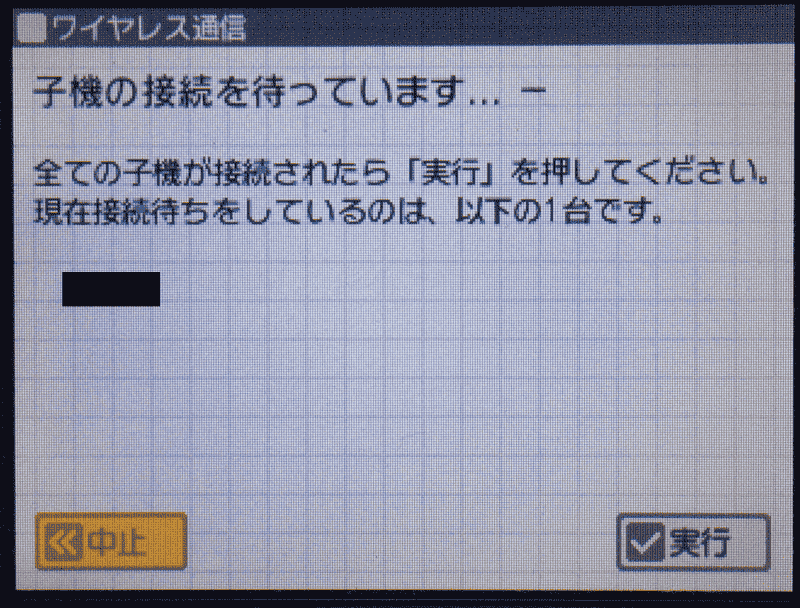 ワイヤレス通信
子機の接続を待っています... ー
全ての子機が接続されたら「実行」を押してください。
現在接続待ちをしているのは、以下の1台です。
中止
実行